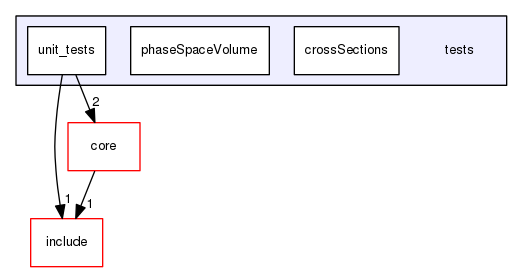 unit_tests
phaseSpaceVolume
crossSections
tests
2
core
1
1
include